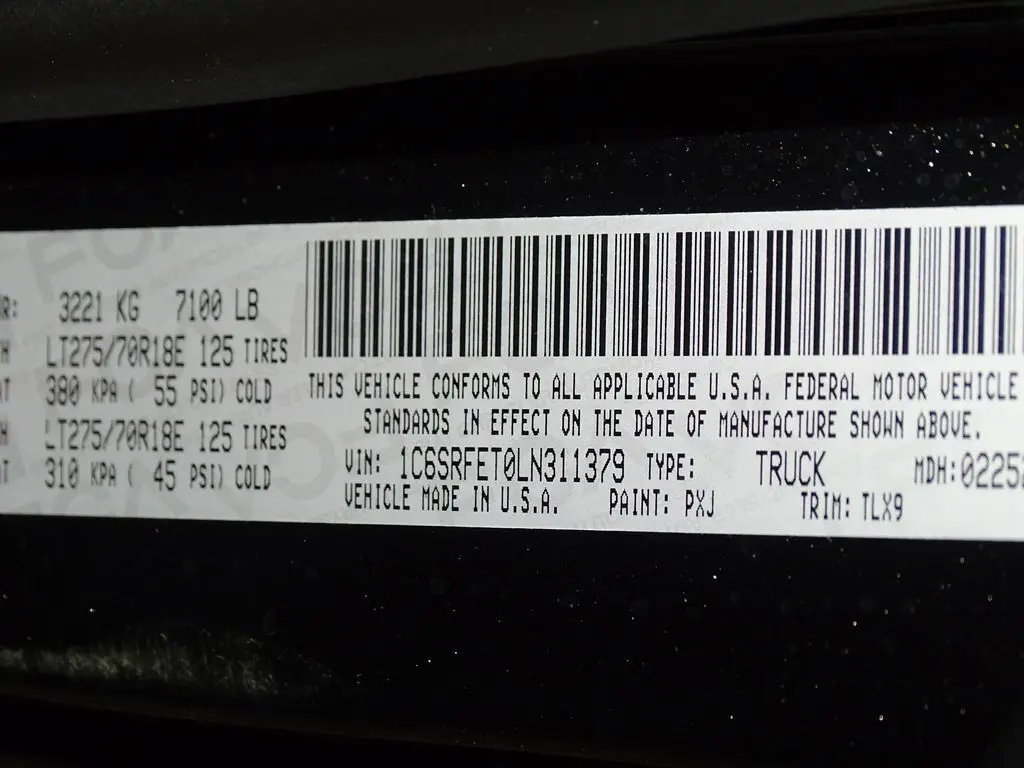 3221 KG 7100 LB
LT275/70R18E 125 TIRES
380 KPA ( 55 PSI) COLD
LT275/70R18E 125 TIRES
310 KPA ( 45 PSI) COLD
THIS VEHICLE CONFORMS TO ALL APPLICABLE U.S.A. FEDERAL MOTOR VEHICLE
STANDARDS IN EFFECT ON THE DATE OF MANUFACTURE SHOWN ABOVE.
VIN: 1C6SRFET0LN311379 TYPE: TRUCK MDH: 02252
VEHICLE MADE IN U.S.A. PAINT: PXJ TRIM: TLX9